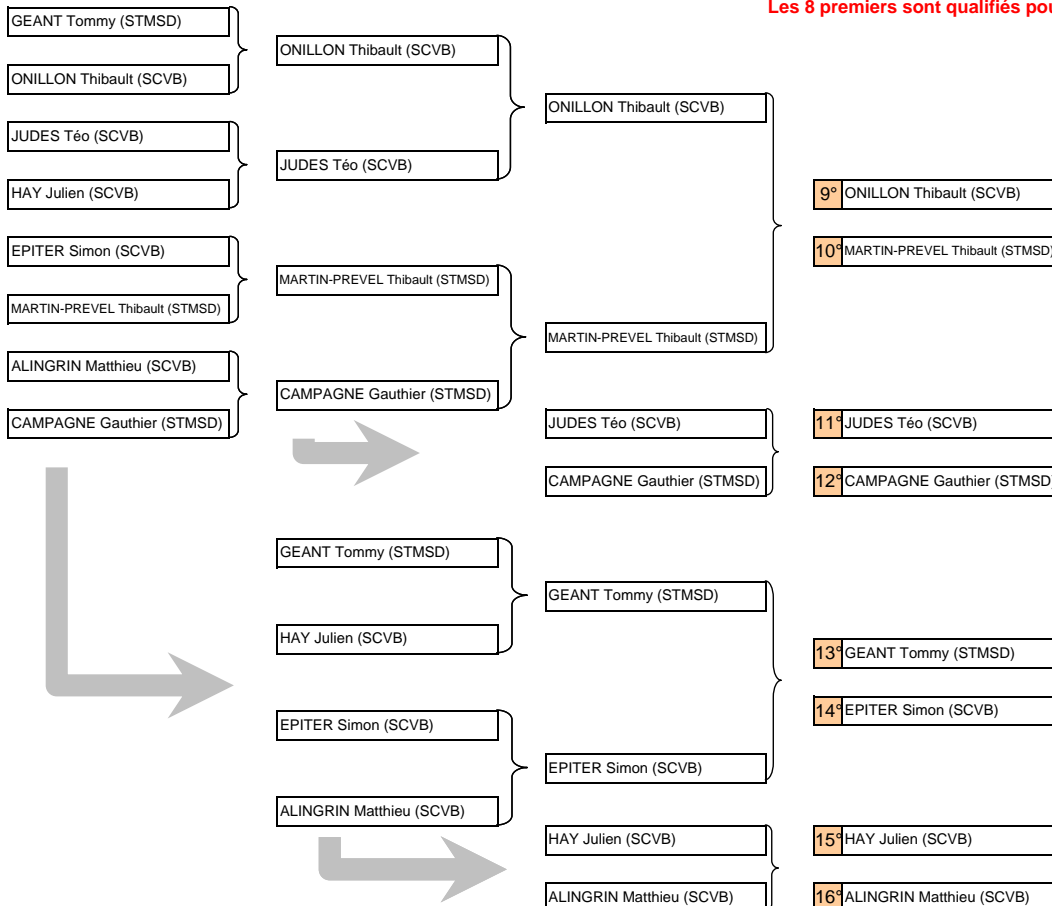 Les 8 premiers sont qualifiés pou
GEANT Tommy (STMSD)
ONILLON Thibault (SCVB)
ONILLON Thibault (SCVB)
ONILLON Thibault (SCVB)
JUDES Téo (SCVB)
JUDES Téo (SCVB)
HAY Julien (SCVB)
9° ONILLON Thibault (SCVB)
EPITER Simon (SCVB)
10° MARTIN-PREVEL Thibault (STMSD)
MARTIN-PREVEL Thibault (STMSD)
MARTIN-PREVEL Thibault (STMSD)
MARTIN-PREVEL Thibault (STMSD)
ALINGRIN Matthieu (SCVB)
CAMPAGNE Gauthier (STMSD)
CAMPAGNE Gauthier (STMSD)
JUDES Téo (SCVB)
11° JUDES Téo (SCVB)
CAMPAGNE Gauthier (STMSD)
12° CAMPAGNE Gauthier (STMSD)
GEANT Tommy (STMSD)
GEANT Tommy (STMSD)
HAY Julien (SCVB)
13° GEANT Tommy (STMSD)
14° EPITER Simon (SCVB)
EPITER Simon (SCVB)
EPITER Simon (SCVB)
ALINGRIN Matthieu (SCVB)
HAY Julien (SCVB)
15° HAY Julien (SCVB)
ALINGRIN Matthieu (SCVB)
16° ALINGRIN Matthieu (SCVB)